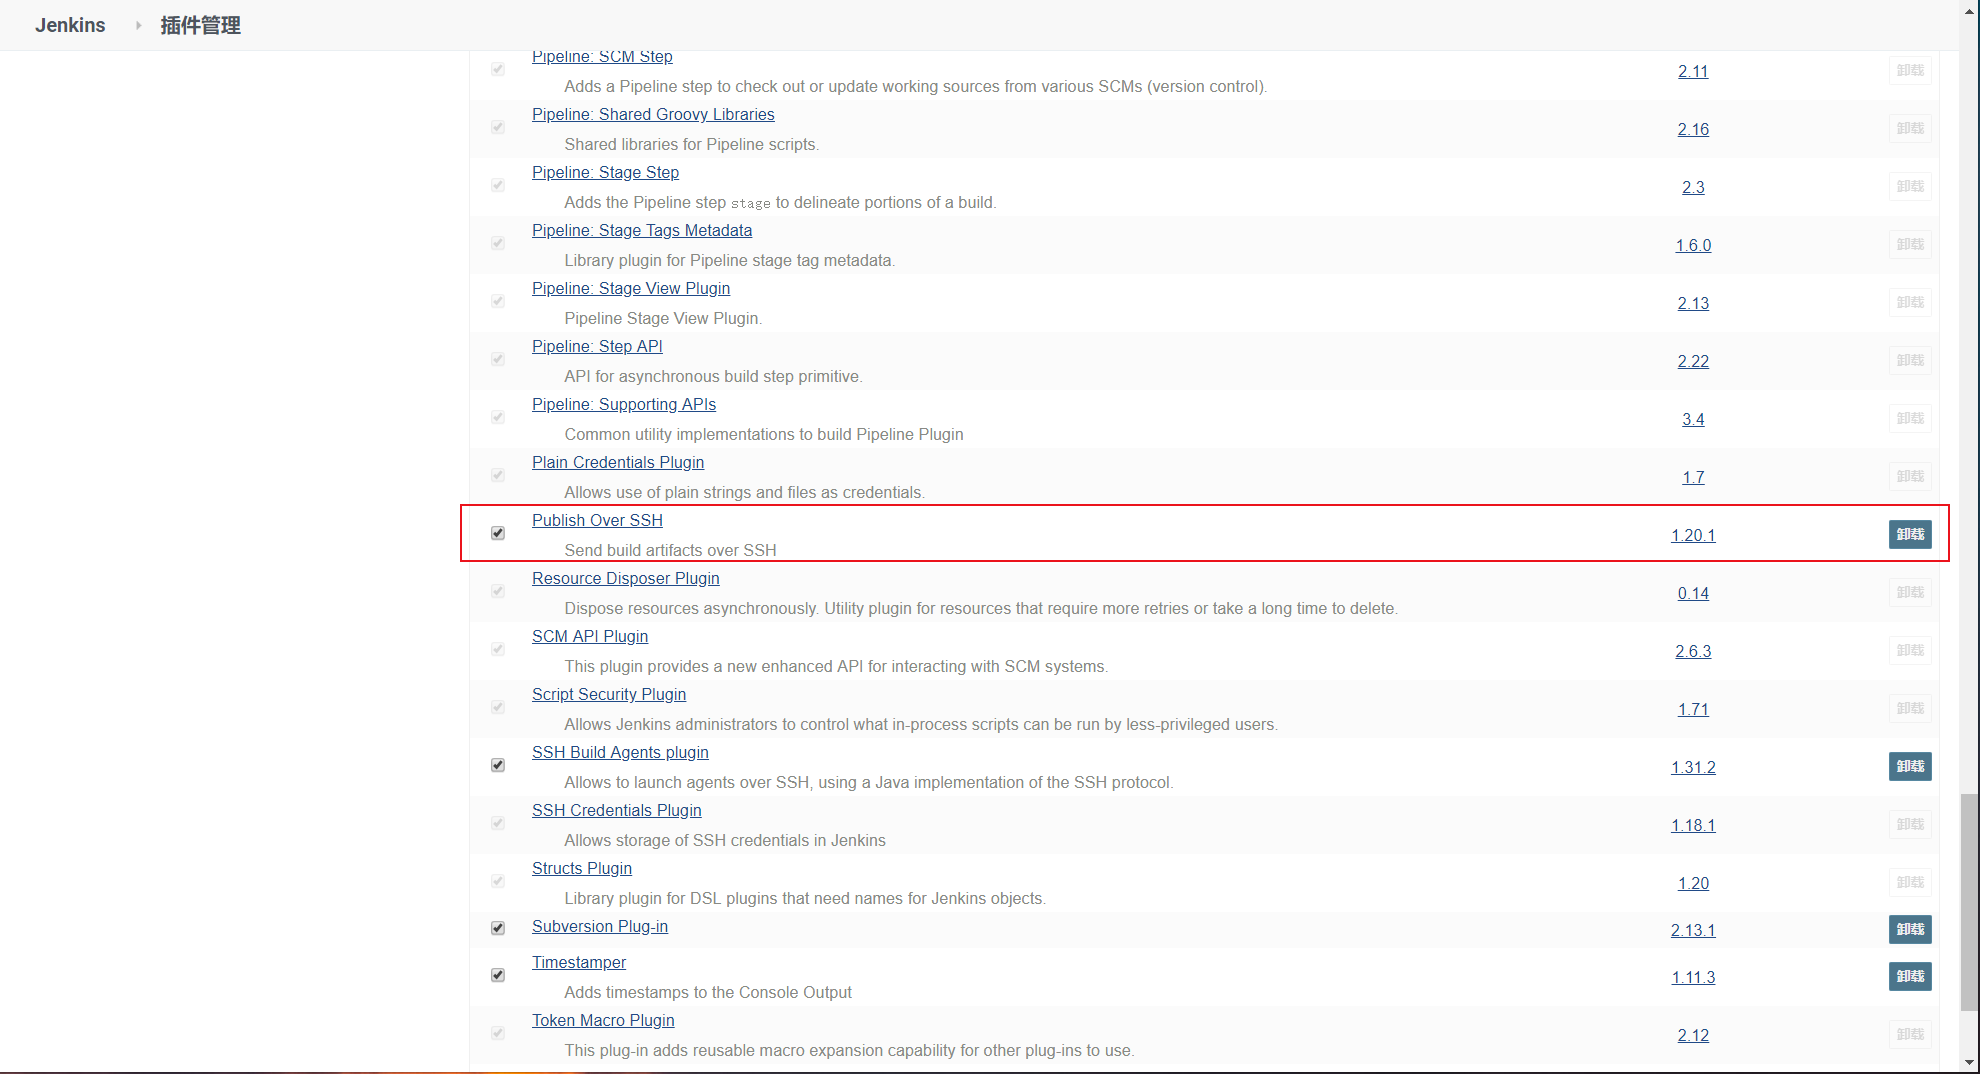 Jenkins 插件管理
Pipeline: SCM Step
2.11 卸载
Adds a Pipeline step to check out or update working sources from various SCMs (version control).
Pipeline: Shared Groovy Libraries
2.16 卸载
Shared libraries for Pipeline scripts.
Pipeline: Stage Step
2.3 卸载
Adds the Pipeline step stage to delineate portions of a build.
Pipeline: Stage Tags Metadata
1.6.0 卸载
Library plugin for Pipeline stage tag metadata.
Pipeline: Stage View Plugin
2.13 卸载
Pipeline Stage View Plugin.
Pipeline: Step API
2.22 卸载
API for asynchronous build step primitive.
Pipeline: Supporting APIs
3.4 卸载
Common utility implementations to build Pipeline Plugin
Plain Credentials Plugin
1.7 卸载
Allows use of plain strings and files as credentials.
Publish Over SSH
1.20.1 卸载
Send build artifacts over SSH
Resource Disposer Plugin
0.14 卸载
Dispose resources asynchronously. Utility plugin for resources that require more retries or take a long time to delete.
SCM API Plugin
2.6.3 卸载
This plugin provides a new enhanced API for interacting with SCM systems.
Script Security Plugin
1.71 卸载
Allows Jenkins administrators to control what in-process scripts can be run by less-privileged users.
SSH Build Agents plugin
1.31.2 卸载
Allows to launch agents over SSH, using a Java implementation of the SSH protocol.
SSH Credentials Plugin
1.18.1 卸载
Allows storage of SSH credentials in Jenkins
Structs Plugin
1.20 卸载
Library plugin for DSL plugins that need names for Jenkins objects.
Subversion Plug-in
2.13.1 卸载
Timestamper
1.11.3 卸载
Adds timestamps to the Console Output
Token Macro Plugin
2.12 卸载
This plug-in adds reusable macro expansion capability for other plug-ins to use.